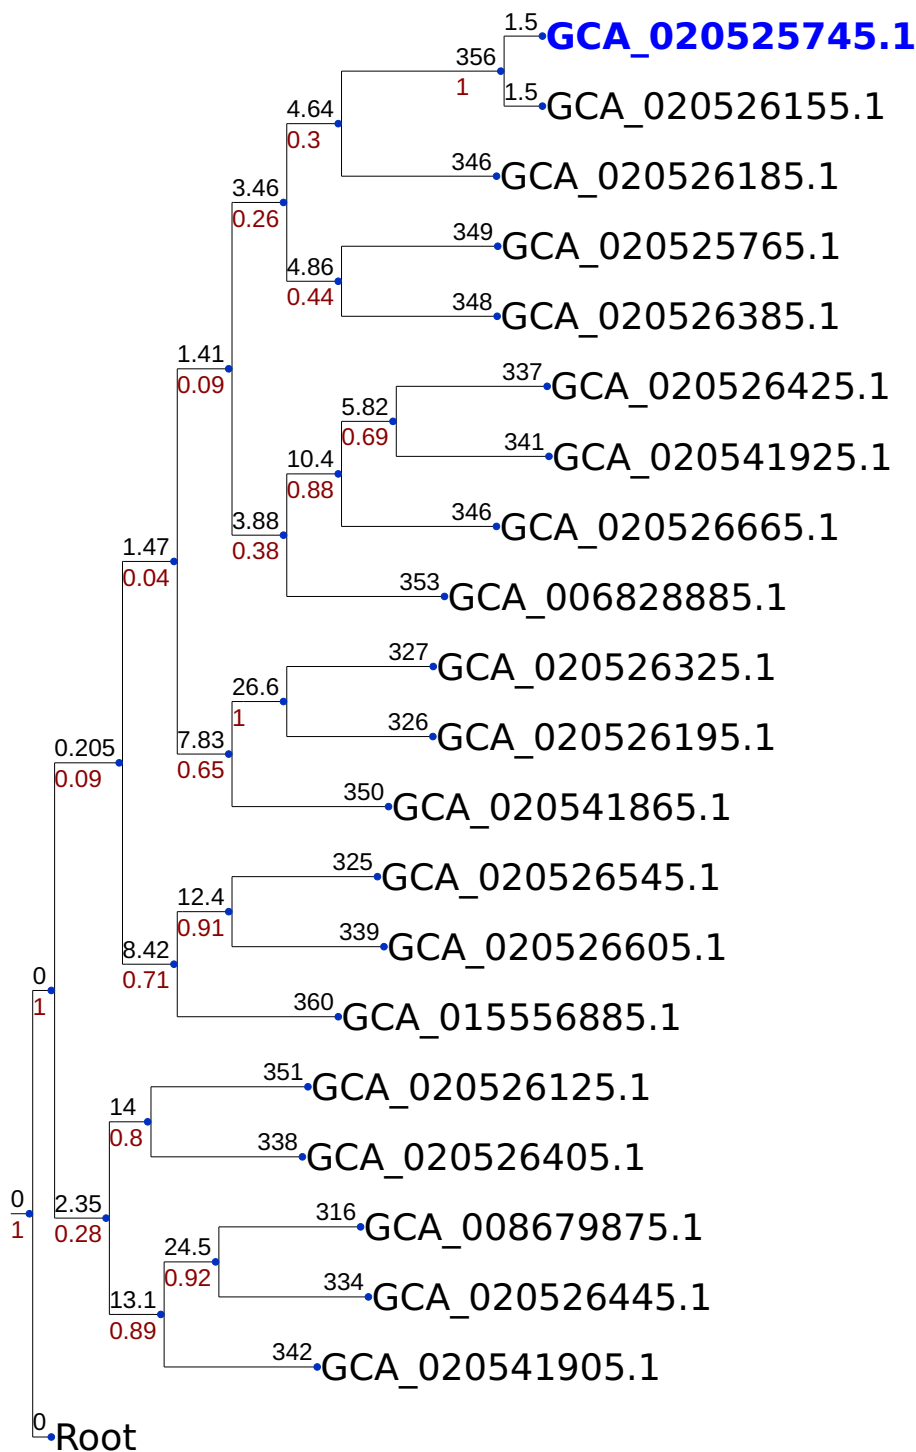 1.5
GCA_020525745.1
356
1
1.5
GCA_020526155.1
4.64
0.3
346
GCA_020526185.1
3.46
0.26
349
GCA_020525765.1
4.86
0.44
348
GCA_020526385.1
1.41
0.09
337
GCA_020526425.1
5.82
0.69
341
GCA_020541925.1
10.4
0.88
346
GCA_020526665.1
3.88
0.38
1.47
0.04
353
GCA_006828885.1
327
GCA_020526325.1
26.6
1
326
GCA_020526195.1
7.83
0.65
0.205
0.09
350
GCA_020541865.1
325
GCA_020526545.1
12.4
0.91
339
GCA_020526605.1
8.42
0.71
0
1
360
GCA_015556885.1
351
GCA_020526125.1
14
0.8
338
GCA_020526405.1
0
1
2.35
0.28
316
GCA_008679875.1
24.5
0.92
334
GCA_020526445.1
13.1
0.89
342
GCA_020541905.1
0
Root